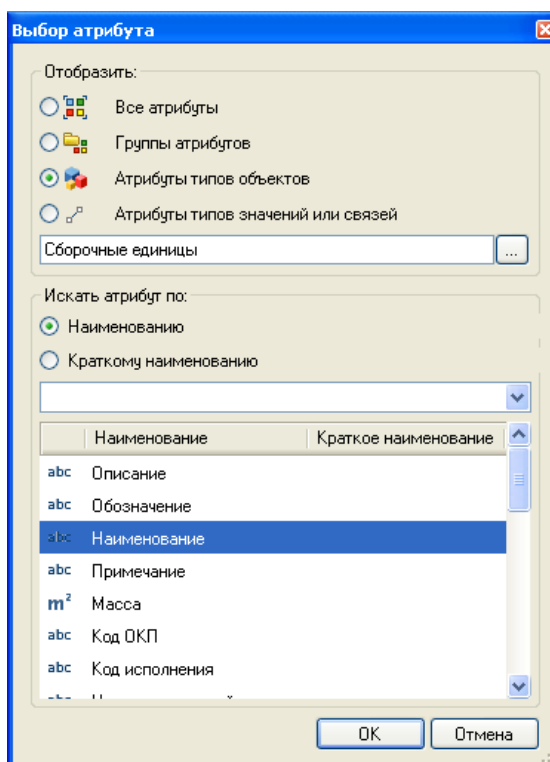 Выбор атрибута
Отобразить:
Все атрибуты
Группы атрибутов
Атрибуты типов объектов
Атрибуты типов значений или связей
Сборочные единицы
...
Искать атрибут по:
Наименованию
Краткому наименованию
Наименование Краткое наименование
abc Описание
abc Обозначение
abc Наименование
abc Примечание
m² Масса
abc Код ОКП
abc Код исполнения
OK Отмена